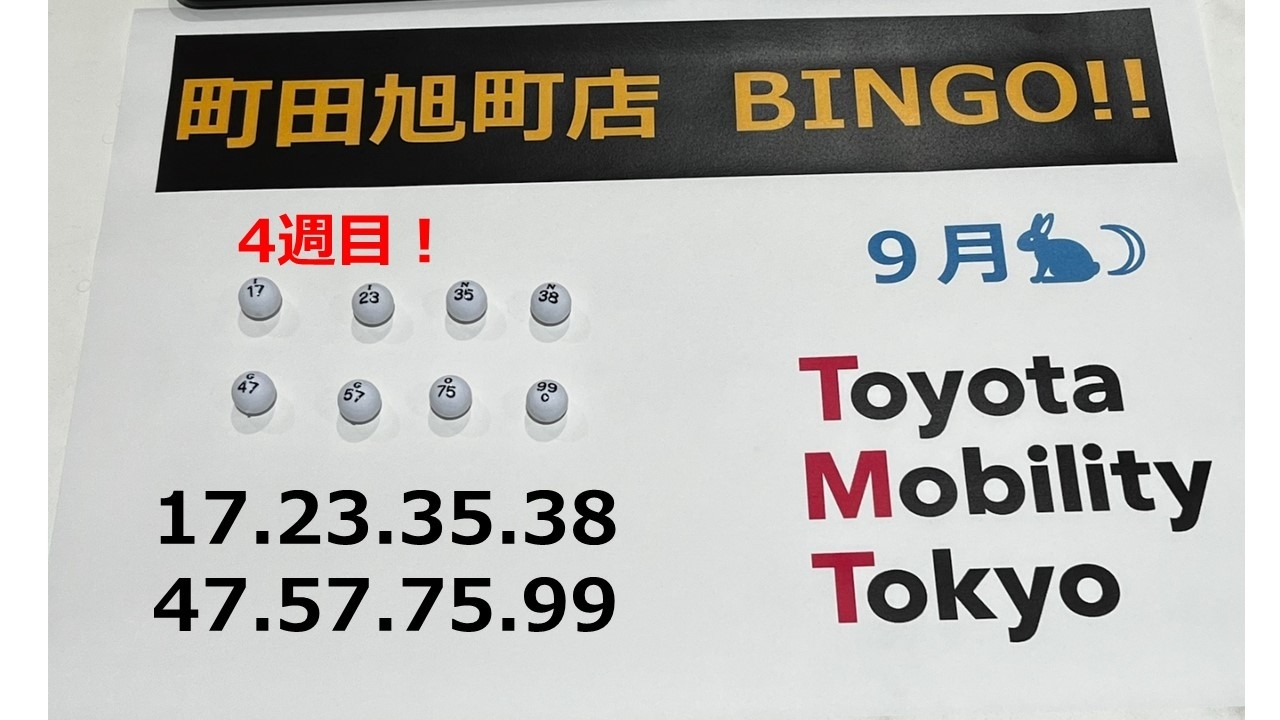 町田旭町店 BINGO!!
4週目！
９月
I
17
I
23
N
35
N
38
G
47
G
57
O
75
99
O
17.23.35.38
47.57.75.99
Toyota
Mobility
Tokyo